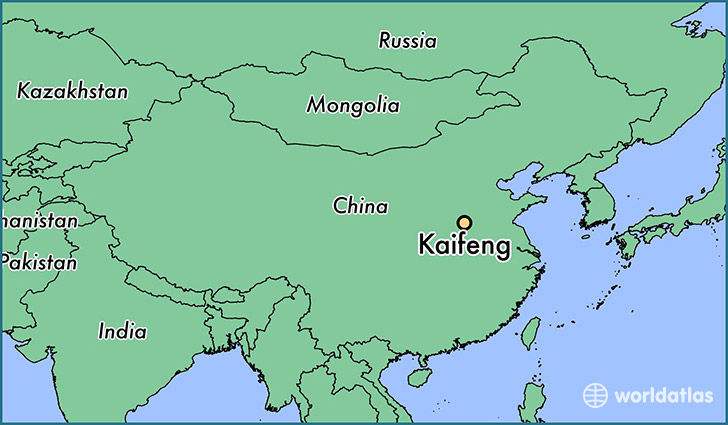 Russia
Kazakhstan
Mongolia
China
hanistan
Kaifeng
Pakistan
India
worldatlas